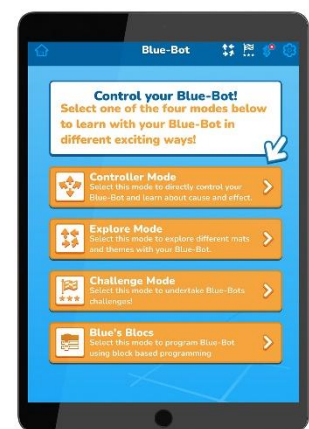 Blue-Bot
Control your Blue-Bot!
Select one of the four modes below
to learn with your Blue-Bot in
different exciting ways!
Controller Mode
Select this mode to directly control your
Blue-Bot and learn about cause and effect.
Explore Mode
Select this mode to explore different mats
and themes with your Blue-Bot.
Challenge Mode
Select this mode to undertake Blue-Bots
challenges!
Blue's Blocs
Select this mode to program Blue-Bot
using block based programming